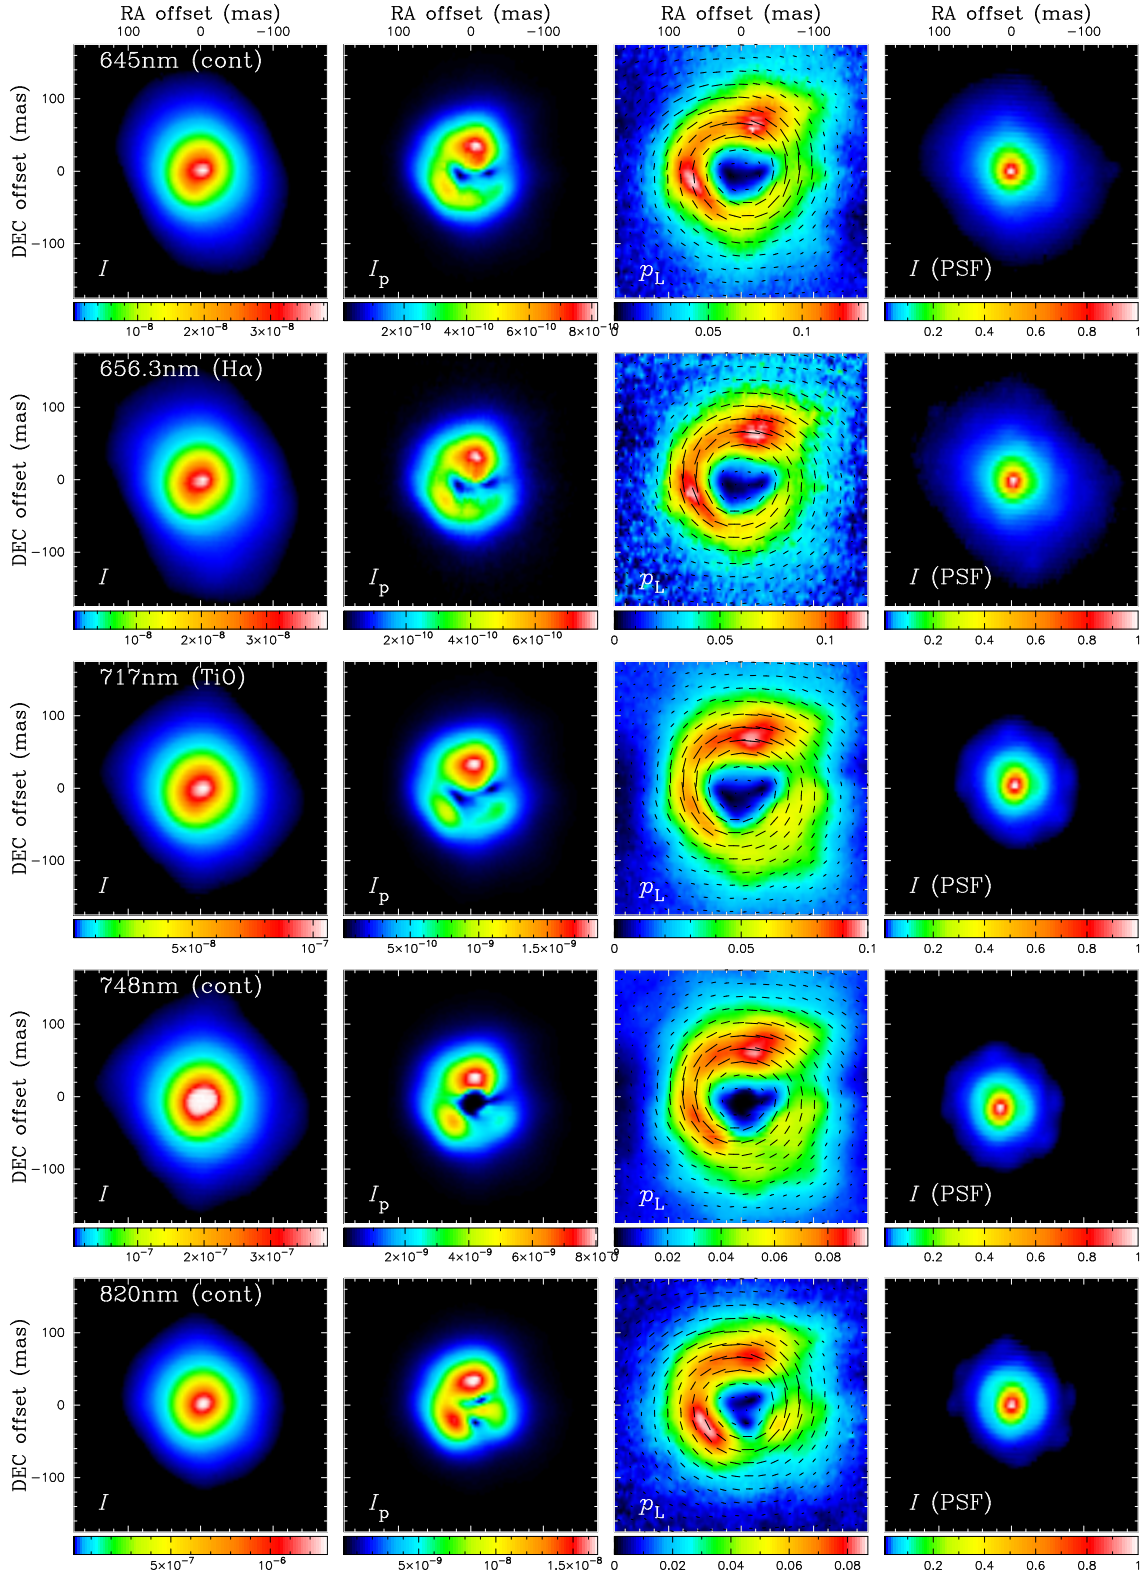 RA offset (mas) RA offset (mas) RA offset (mas) RA offset (mas)
100 0 −100 100 0 −100 100 0 −100 100 0 −100
645nm (cont)
DEC offset (mas)
100
0
−100
I I_p p_L I (PSF)
10⁻⁸ 2×10⁻⁸ 3×10⁻⁸ 2×10⁻¹⁰ 4×10⁻¹⁰ 6×10⁻¹⁰ 8×10⁻¹⁰ 0 0.05 0.1 0.2 0.4 0.6 0.8 1
656.3nm (Hα)
DEC offset (mas)
100
0
−100
I I_p p_L I (PSF)
10⁻⁸ 2×10⁻⁸ 3×10⁻⁸ 2×10⁻¹⁰ 4×10⁻¹⁰ 6×10⁻¹⁰ 0 0.05 0.1 0.2 0.4 0.6 0.8 1
717nm (TiO)
DEC offset (mas)
100
0
−100
I I_p p_L I (PSF)
5×10⁻⁸ 10⁻⁷ 5×10⁻¹⁰ 10⁻⁹ 1.5×10⁻⁹ 0 0.05 0.1 0.2 0.4 0.6 0.8 1
748nm (cont)
DEC offset (mas)
100
0
−100
I I_p p_L I (PSF)
10⁻⁷ 2×10⁻⁷ 3×10⁻⁷ 2×10⁻⁹ 4×10⁻⁹ 6×10⁻⁹ 8×10⁻⁹ 0 0.02 0.04 0.06 0.08 0.2 0.4 0.6 0.8 1
820nm (cont)
DEC offset (mas)
100
0
−100
I I_p p_L I (PSF)
5×10⁻⁷ 10⁻⁶ 5×10⁻⁹ 10⁻⁸ 1.5×10⁻⁸ 0 0.02 0.04 0.06 0.08 0.2 0.4 0.6 0.8 1